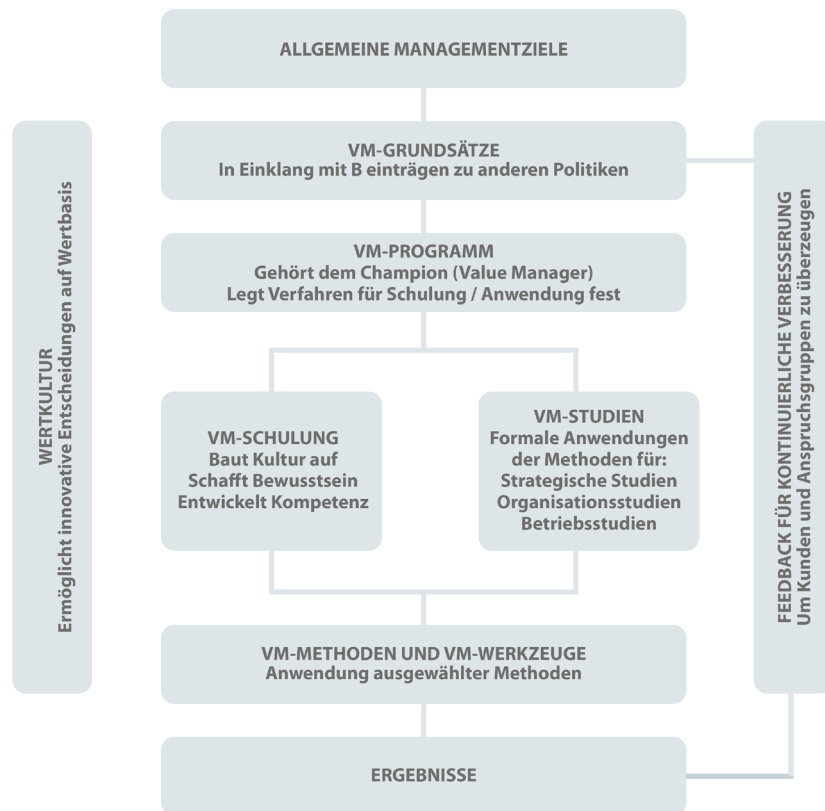 ALLGEMEINE MANAGEMENTZIELE
VM-GRUNDSÄTZE
In Einklang mit B einträgen zu anderen Politiken
VM-PROGRAMM
Gehört dem Champion (Value Manager)
Legt Verfahren für Schulung / Anwendung fest
WERTKULTUR
Ermöglicht innovative Entscheidungen auf Wertbasis
VM-SCHULUNG
Baut Kultur auf
Schafft Bewusstsein
Entwickelt Kompetenz
VM-STUDIEN
Formale Anwendungen
der Methoden für:
Strategische Studien
Organisationsstudien
Betriebsstudien
FEEDBACK FÜR KONTINUIERLICHE VERBESSERUNG
Um Kunden und Anspruchsgruppen zu überzeugen
VM-METHODEN UND VM-WERKZEUGE
Anwendung ausgewählter Methoden
ERGEBNISSE